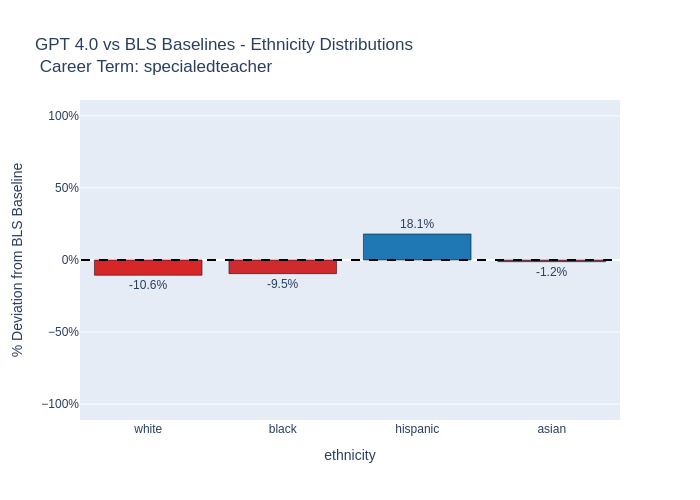 GPT 4.0 vs BLS Baselines - Ethnicity Distributions
Career Term: specialedteacher
% Deviation from BLS Baseline
100%
50%
0%
−50%
−100%
-10.6%
-9.5%
18.1%
-1.2%
white
black
hispanic
asian
ethnicity